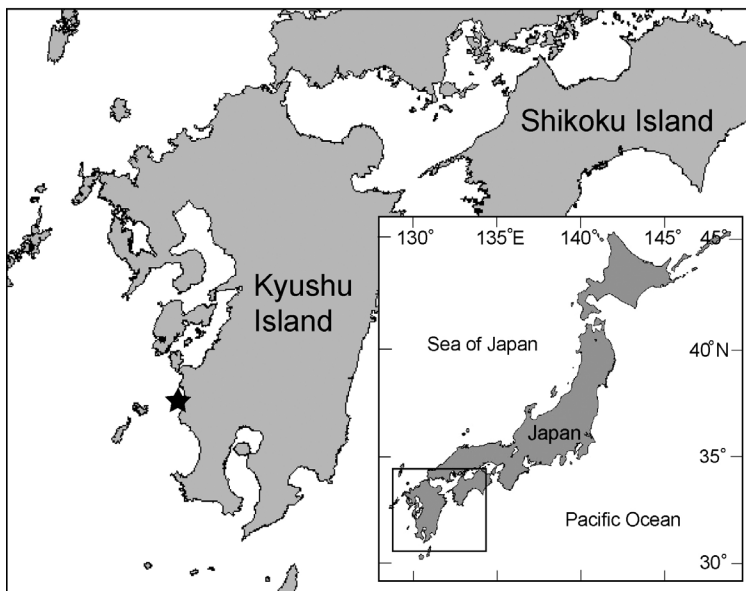 Shikoku Island
Kyushu
Island
130° 135°E 140° 145° 45°
Sea of Japan
40°N
Japan
35°
Pacific Ocean
30°